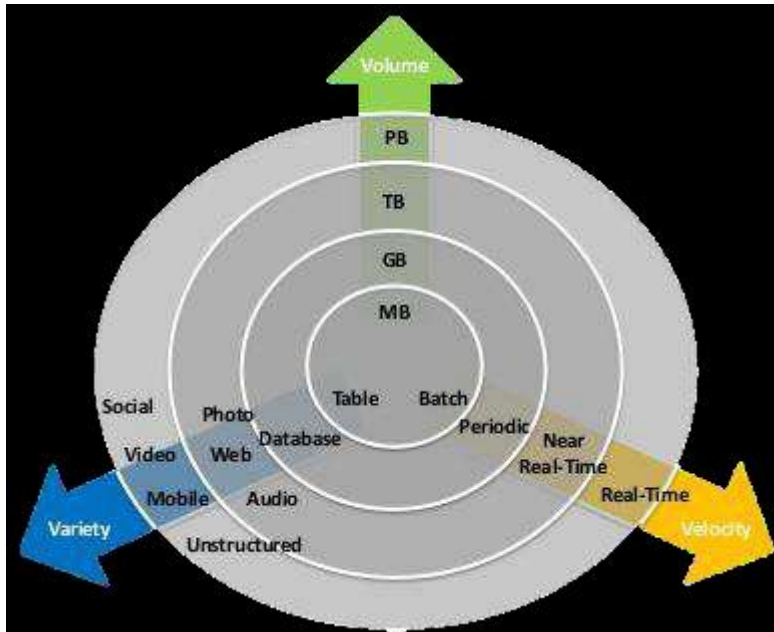 Volume
PB
TB
GB
MB
Table
Batch
Social
Photo
Periodic
Database
Near
Real-Time
Video
Web
Mobile
Audio
Real-Time
Variety
Velocity
Unstructured